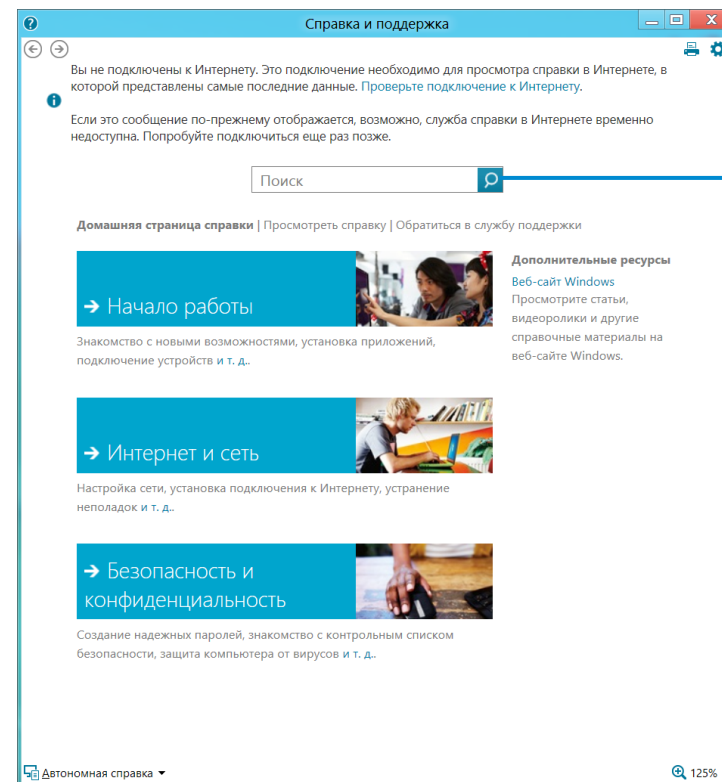 Справка и поддержка
Вы не подключены к Интернету. Это подключение необходимо для просмотра справки в Интернете, в
которой представлены самые последние данные. Проверьте подключение к Интернету.
Если это сообщение по-прежнему отображается, возможно, служба справки в Интернете временно
недоступна. Попробуйте подключиться еще раз позже.
Поиск
Домашняя страница справки | Просмотреть справку | Обратиться в службу поддержки
Начало работы
Знакомство с новыми возможностями, установка приложений,
подключение устройств и т. д..
Дополнительные ресурсы
Веб-сайт Windows
Просмотрите статьи,
видеоролики и другие
справочные материалы на
веб-сайте Windows.
Интернет и сеть
Настройка сети, установка подключения к Интернету, устранение
неполадок и т. д..
Безопасность и
конфиденциальность
Создание надежных паролей, знакомство с контрольным списком
безопасности, защита компьютера от вирусов и т. д..
Автономная справка
125%